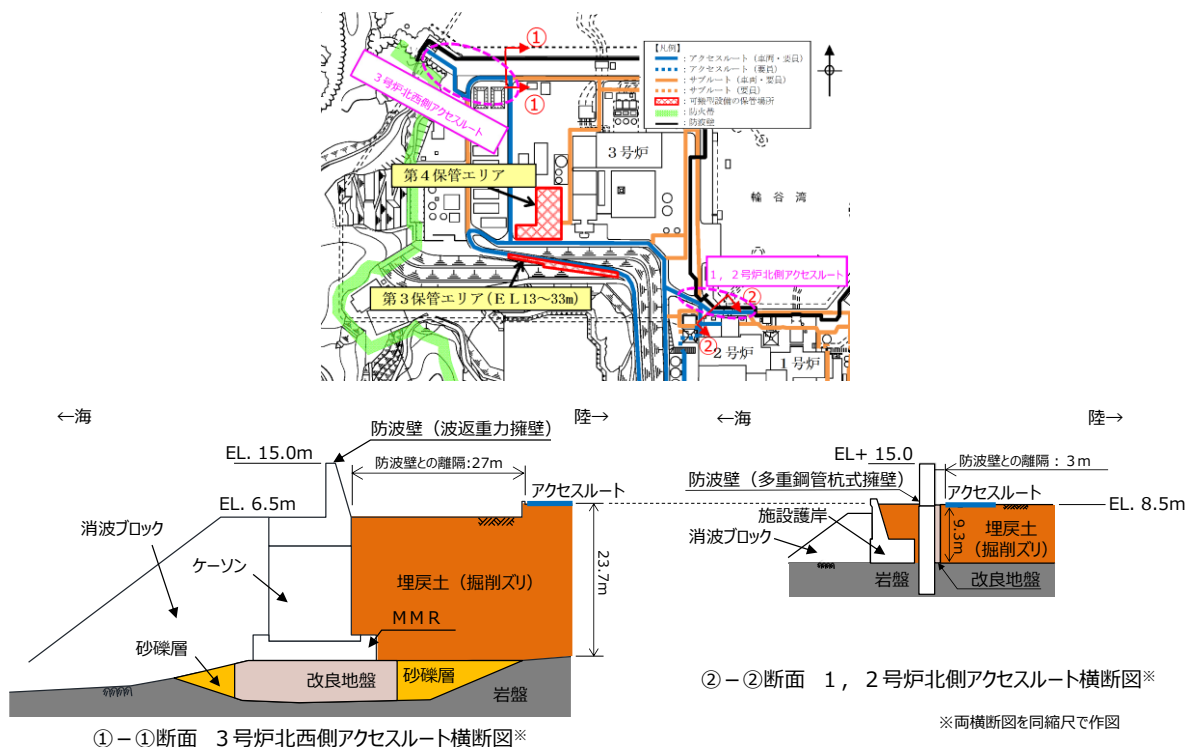 ①
①
【凡例】
：アクセスルート（車両・要員）
：アクセスルート（要員）
：サブルート（車両・要員）
：サブルート（要員）
：可搬型設備の保管場所
：防火帯
：防波壁
3号炉北西側アクセスルート
3号炉
第4保管エリア
輪谷湾
1，2号炉北側アクセスルート
第3保管エリア(EL13～33m)
②
②
2号炉
1号炉
←海
陸→
防波壁（波返重力擁壁）
EL. 15.0m
防波壁との離隔:27m
アクセスルート
EL. 6.5m
消波ブロック
ケーソン
埋戻土（掘削ズリ）
23.7m
MMR
砂礫層
改良地盤
砂礫層
岩盤
①－①断面 3号炉北西側アクセスルート横断図※
←海
陸→
EL+ 15.0
防波壁との離隔：3m
防波壁（多重鋼管杭式擁壁）
アクセスルート
EL. 8.5m
施設護岸
消波ブロック
9.3m
埋戻土
（掘削ズリ）
岩盤
改良地盤
②－②断面 1，2号炉北側アクセスルート横断図※
※両横断図を同縮尺で作図